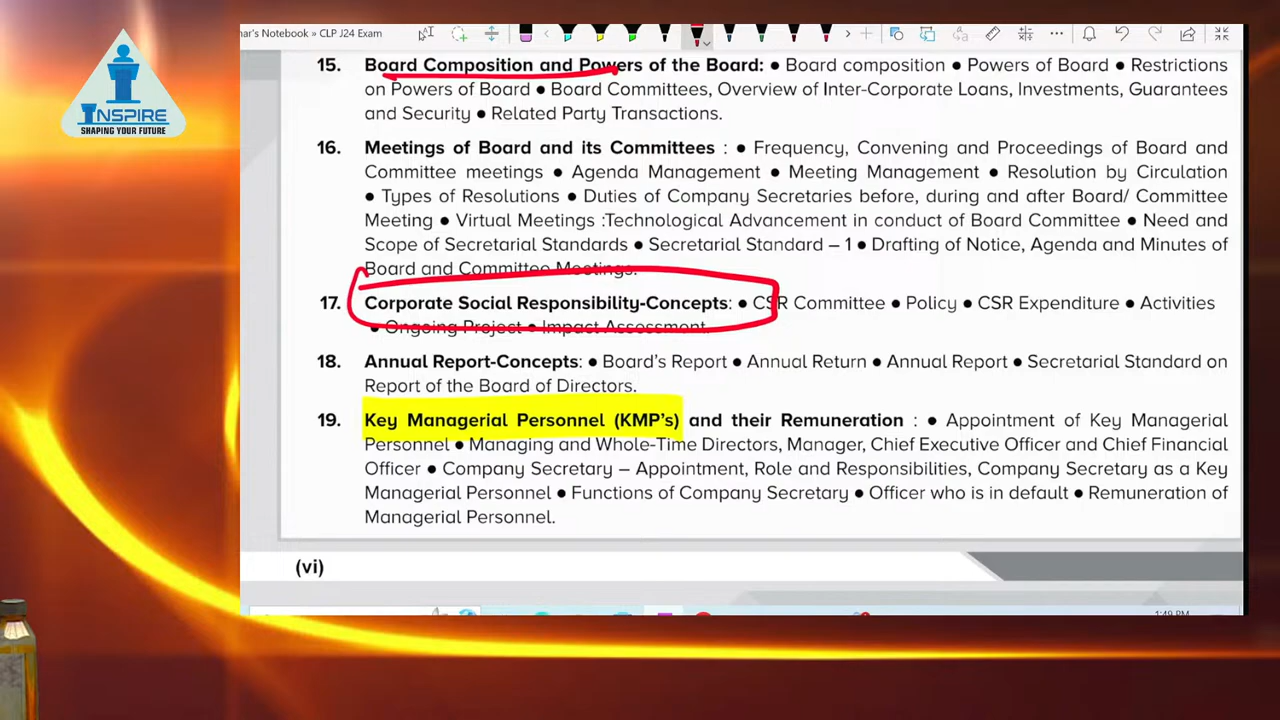 nar's Notebook » CLP J24 Exam
INSPIRE
SHAPING YOUR FUTURE
15. Board Composition and Powers of the Board: ● Board composition ● Powers of Board ● Restrictions
on Powers of Board ● Board Committees, Overview of Inter-Corporate Loans, Investments, Guarantees
and Security ● Related Party Transactions.
16. Meetings of Board and its Committees : ● Frequency, Convening and Proceedings of Board and
Committee meetings ● Agenda Management ● Meeting Management ● Resolution by Circulation
● Types of Resolutions ● Duties of Company Secretaries before, during and after Board/ Committee
Meeting ● Virtual Meetings :Technological Advancement in conduct of Board Committee ● Need and
Scope of Secretarial Standards ● Secretarial Standard – 1 ● Drafting of Notice, Agenda and Minutes of
Board and Committee Meetings.
17. Corporate Social Responsibility-Concepts: ● CSR Committee ● Policy ● CSR Expenditure ● Activities
● Ongoing Project ● Impact Assessment.
18. Annual Report-Concepts: ● Board's Report ● Annual Return ● Annual Report ● Secretarial Standard on
Report of the Board of Directors.
19. Key Managerial Personnel (KMP's) and their Remuneration : ● Appointment of Key Managerial
Personnel ● Managing and Whole-Time Directors, Manager, Chief Executive Officer and Chief Financial
Officer ● Company Secretary – Appointment, Role and Responsibilities, Company Secretary as a Key
Managerial Personnel ● Functions of Company Secretary ● Officer who is in default ● Remuneration of
Managerial Personnel.
(vi)
1:49 PM